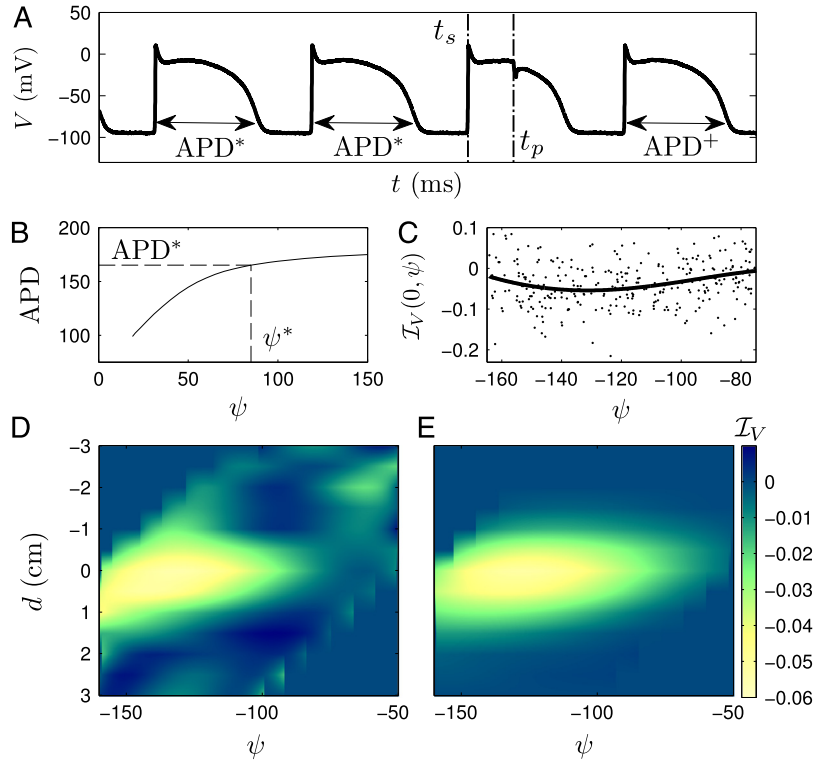 A
50
0
−50
−100
V (mV)
t_s
t_p
APD*
APD*
APD⁺
t (ms)
B
200
150
100
APD
APD*
ψ*
0 50 100 150
ψ
C
0.1
0
−0.1
−0.2
I_V(0, ψ)
−160 −140 −120 −100 −80
ψ
D
−3
−2
−1
0
1
2
3
d (cm)
−150 −100 −50
ψ
E
−150 −100 −50
ψ
I_V
0
−0.01
−0.02
−0.03
−0.04
−0.05
−0.06